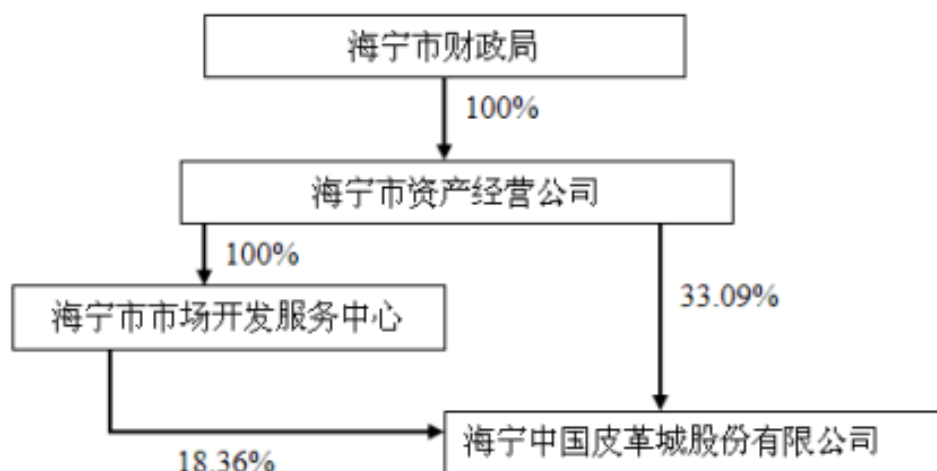 海宁市财政局
100%
海宁市资产经营公司
100%
33.09%
海宁市市场开发服务中心
海宁中国皮革城股份有限公司
18.36%